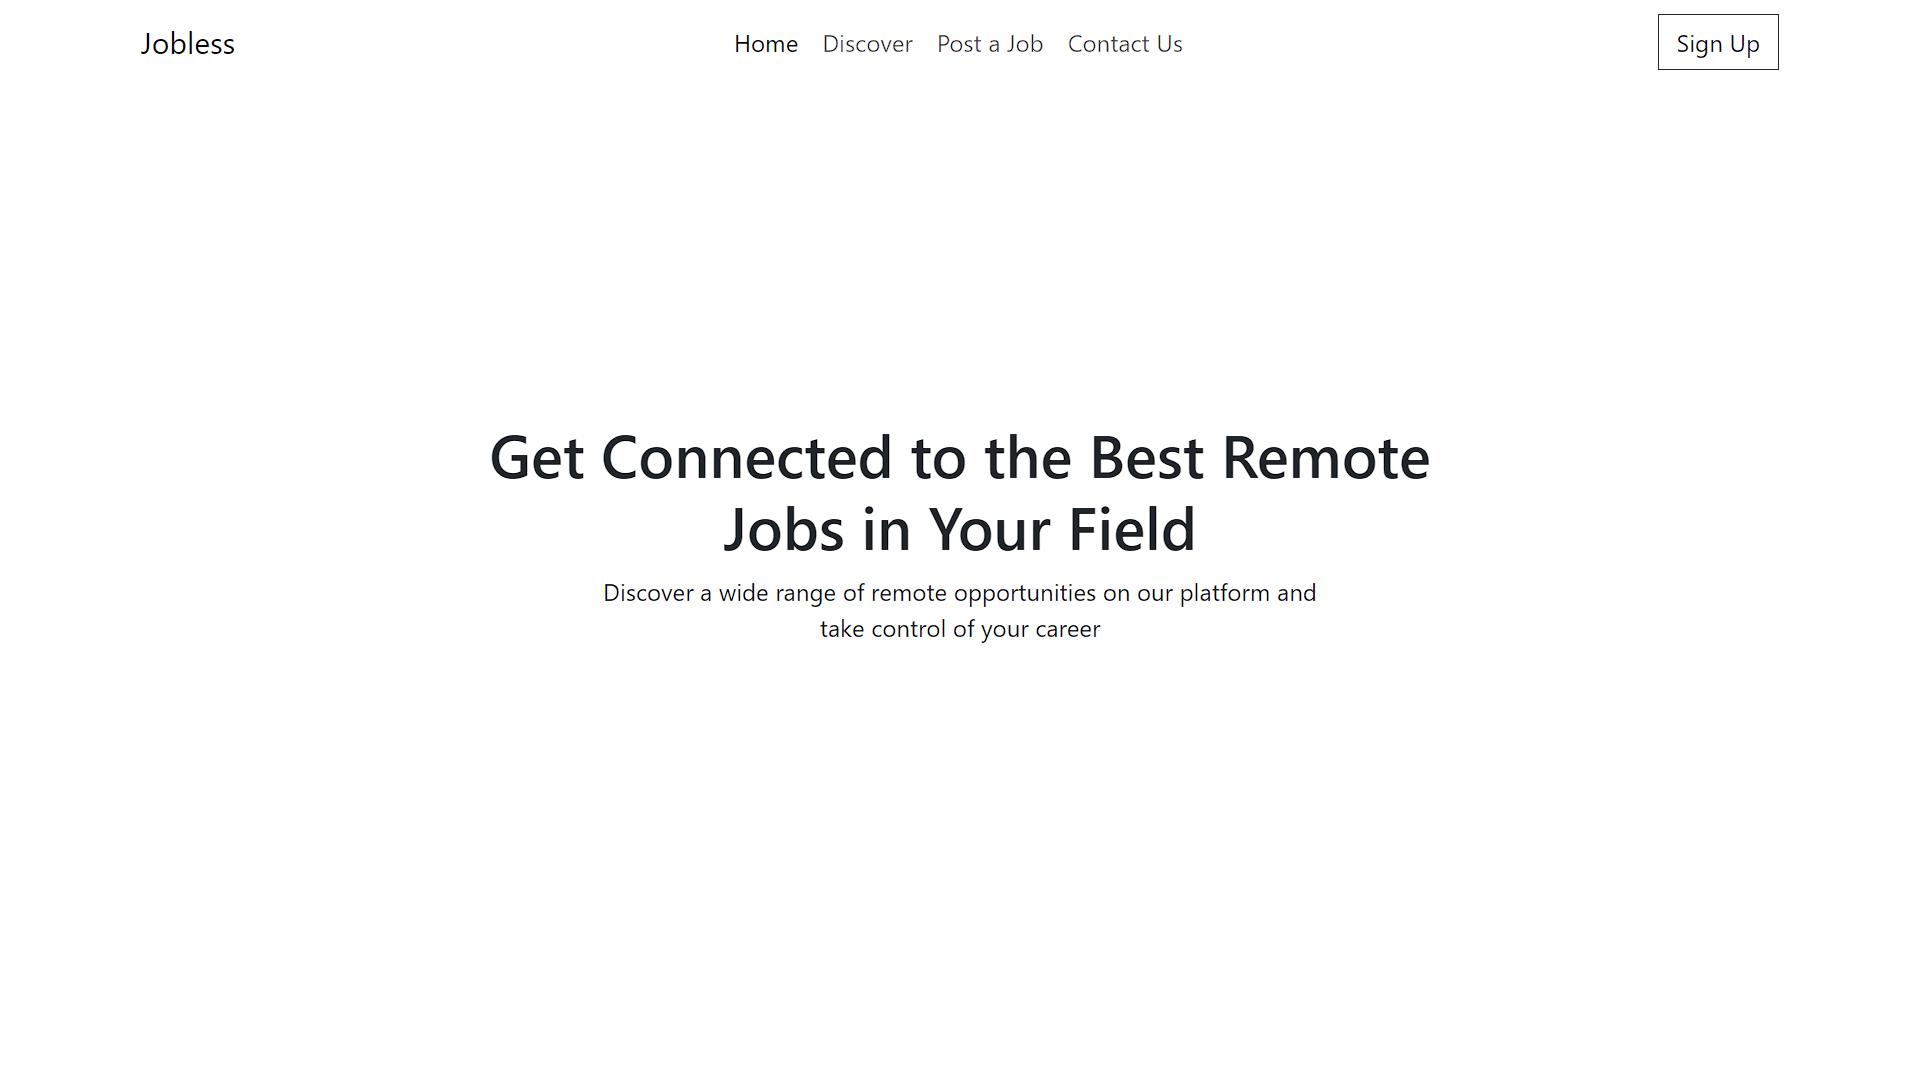 Jobless
Home Discover Post a Job Contact Us
Sign Up
Get Connected to the Best Remote
Jobs in Your Field
Discover a wide range of remote opportunities on our platform and
take control of your career